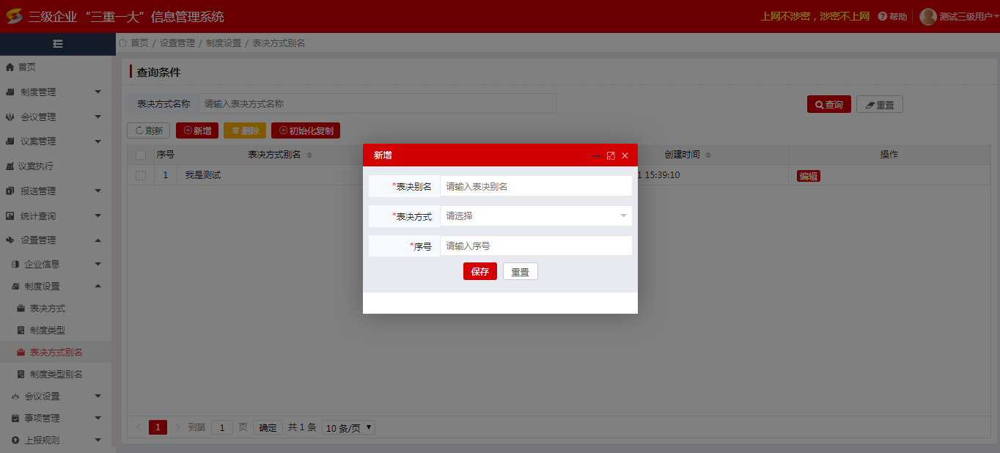 三级企业 “三重一大” 信息管理系统
上网不涉密，涉密不上网 帮助 测试三级用户
首页 / 设置管理 / 制度设置 / 表决方式别名
首页
制度管理
会议管理
议案管理
议案执行
报送管理
统计查询
设置管理
企业信息
制度设置
表决方式
制度类型
表决方式别名
制度类型别名
会议设置
事项管理
上报规则
查询条件
表决方式名称 请输入表决方式名称 查询 重置
刷新 新增 删除 初始化复制
序号 表决方式别名 创建时间 操作
1 我是测试 1 15:39:10 编辑
新增
*表决别名 请输入表决别名
*表决方式 请选择
*序号 请输入序号
保存 重置
1 到第 1 页 确定 共 1 条 10 条/页